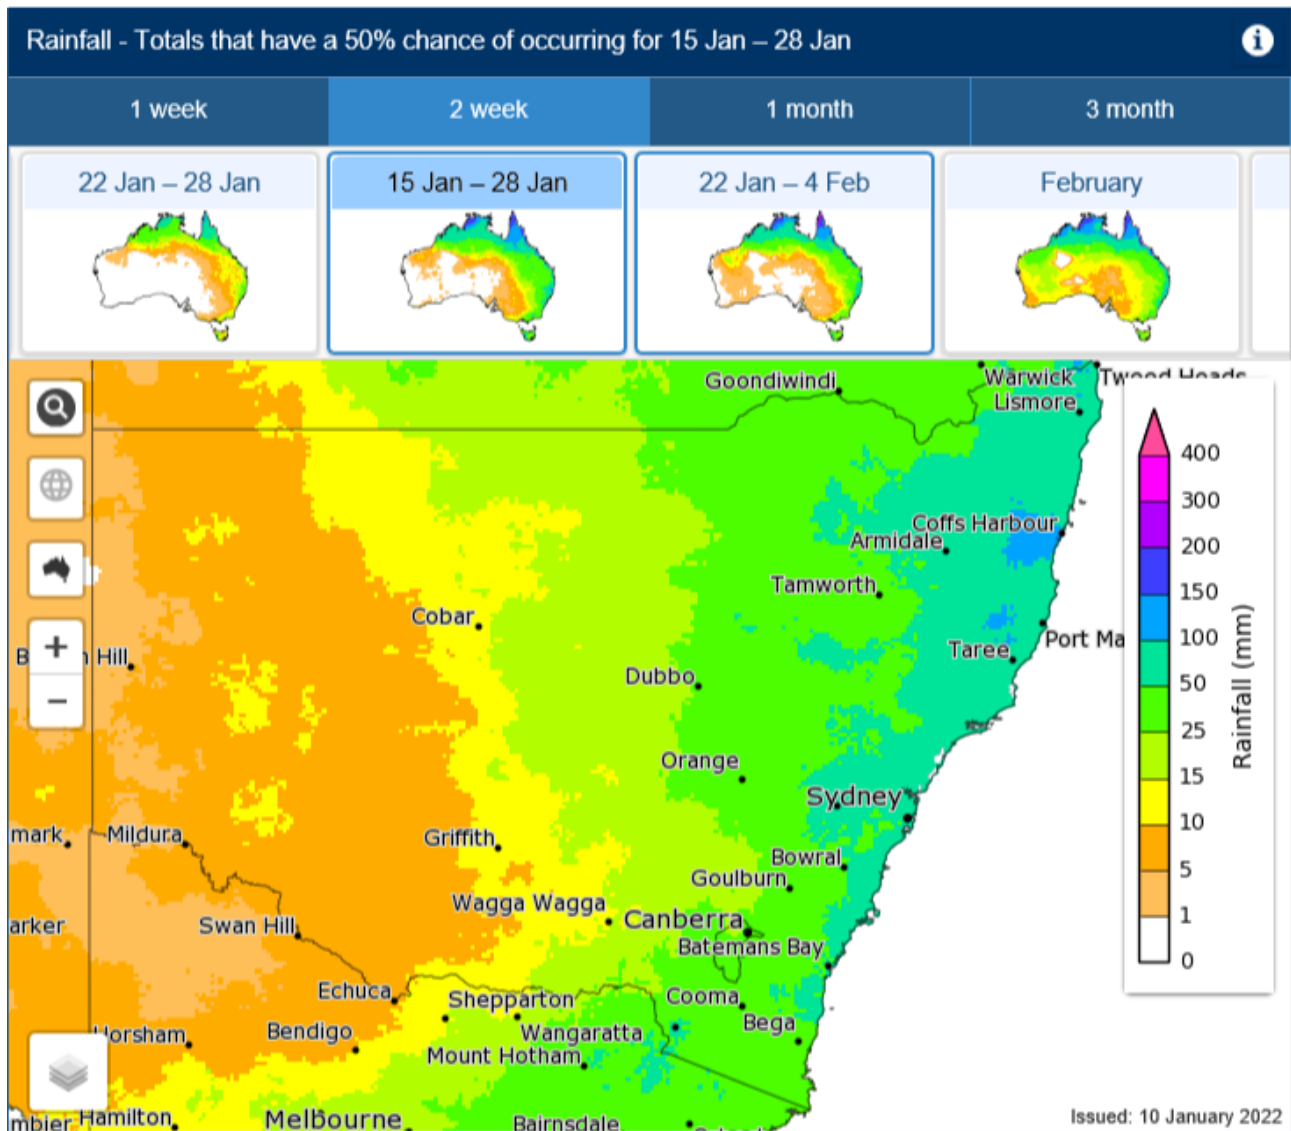 Rainfall - Totals that have a 50% chance of occurring for 15 Jan – 28 Jan
1 week
2 week
1 month
3 month
22 Jan – 28 Jan
15 Jan – 28 Jan
22 Jan – 4 Feb
February
Goondiwindi
Warwick
Tweed Heads
Lismore
400
300
200
150
100
50
25
15
10
5
1
0
Rainfall (mm)
Coffs Harbour
Armidale
Tamworth
Cobar
Port Ma
Taree
B n Hill
Dubbo
Orange
Sydney
mark
Mildura
Griffith
Bowral
Goulburn
Wagga Wagga
Canberra
arker
Swan Hill
Batemans Bay
Echuca
Shepparton
Cooma
Bega
Horsham
Bendigo
Wangaratta
Mount Hotham
mbier
Hamilton
Melbourne
Bairnsdale
Issued: 10 January 2022